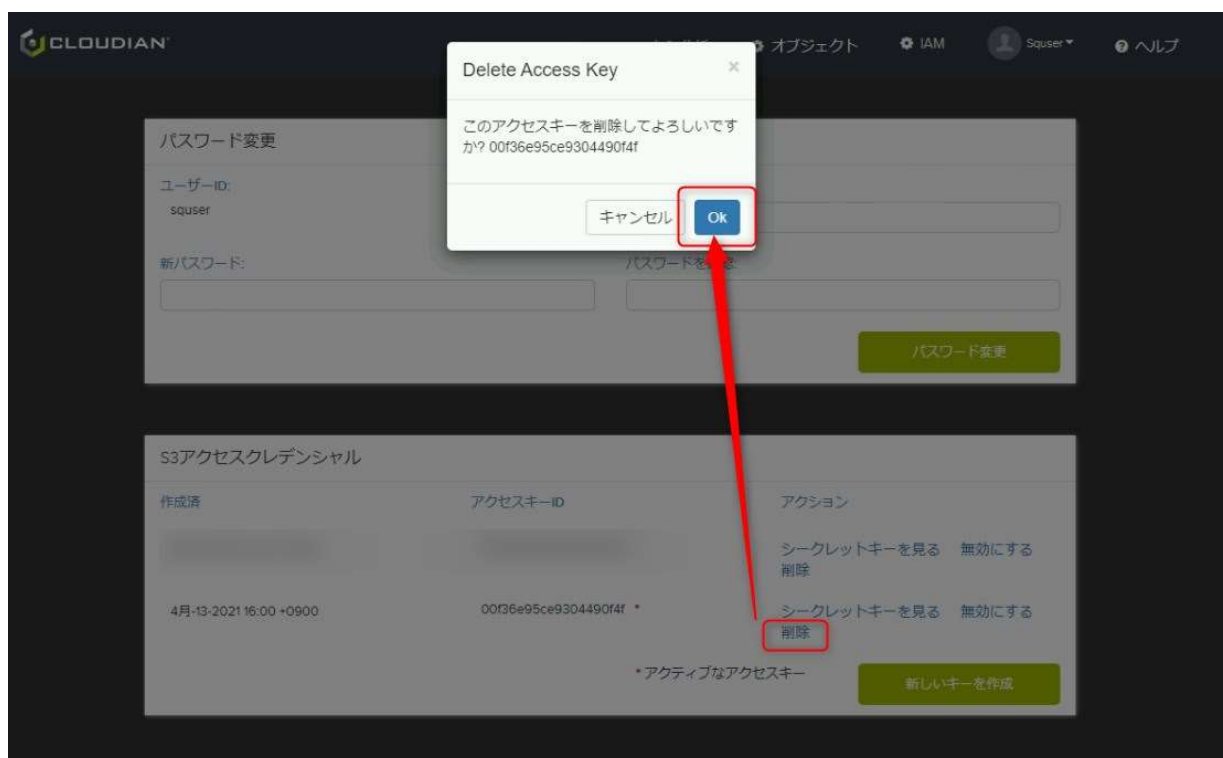 CLOUDIAN
オブジェクト
IAM
Squser
ヘルプ
Delete Access Key
×
このアクセスキーを削除してよろしいです
か? 00f36e95ce9304490f4f
キャンセル
Ok
パスワード変更
ユーザーID:
squser
新パスワード:
パスワードを
パスワード変更
S3アクセスクレデンシャル
作成済
アクセスキーID
アクション
シークレットキーを見る 無効にする
削除
4月-13-2021 16:00 +0900
00f36e95ce9304490f4f *
シークレットキーを見る 無効にする
削除
*アクティブなアクセスキー
新しいキーを作成